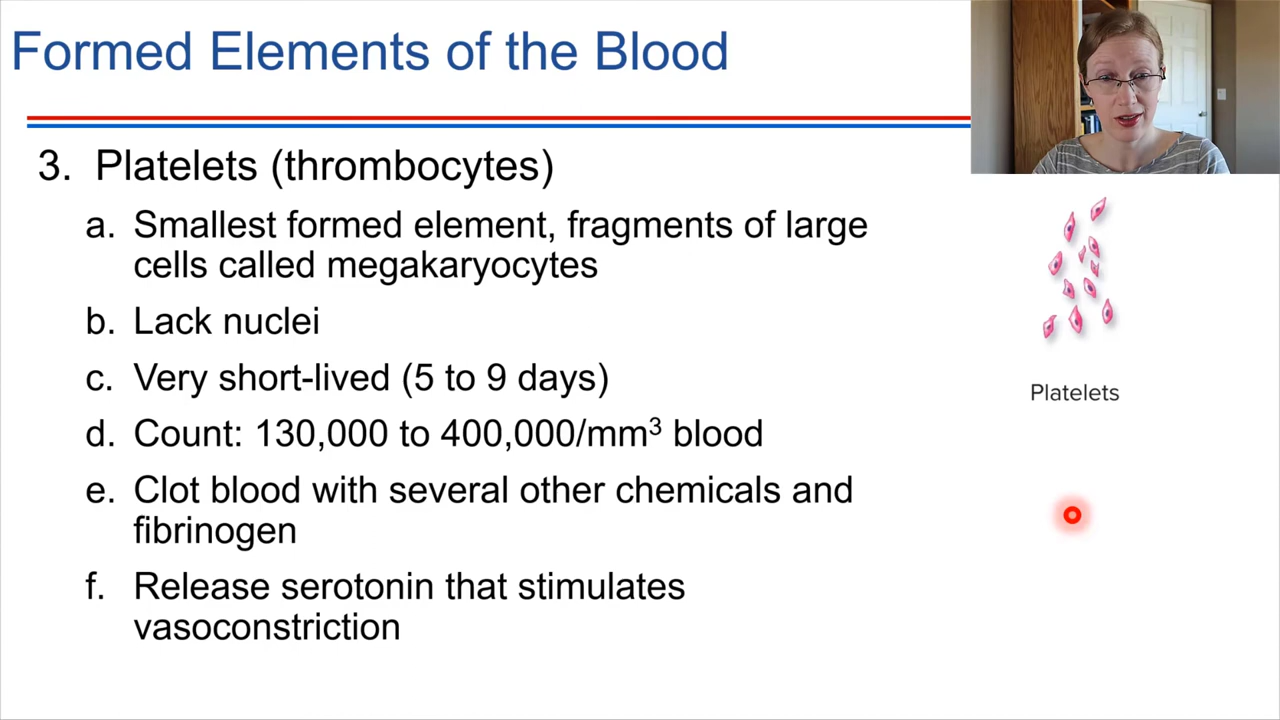 Formed Elements of the Blood
3. Platelets (thrombocytes)
a. Smallest formed element, fragments of large
cells called megakaryocytes
b. Lack nuclei
c. Very short-lived (5 to 9 days)
d. Count: 130,000 to 400,000/mm³ blood
e. Clot blood with several other chemicals and
fibrinogen
f. Release serotonin that stimulates
vasoconstriction
Platelets